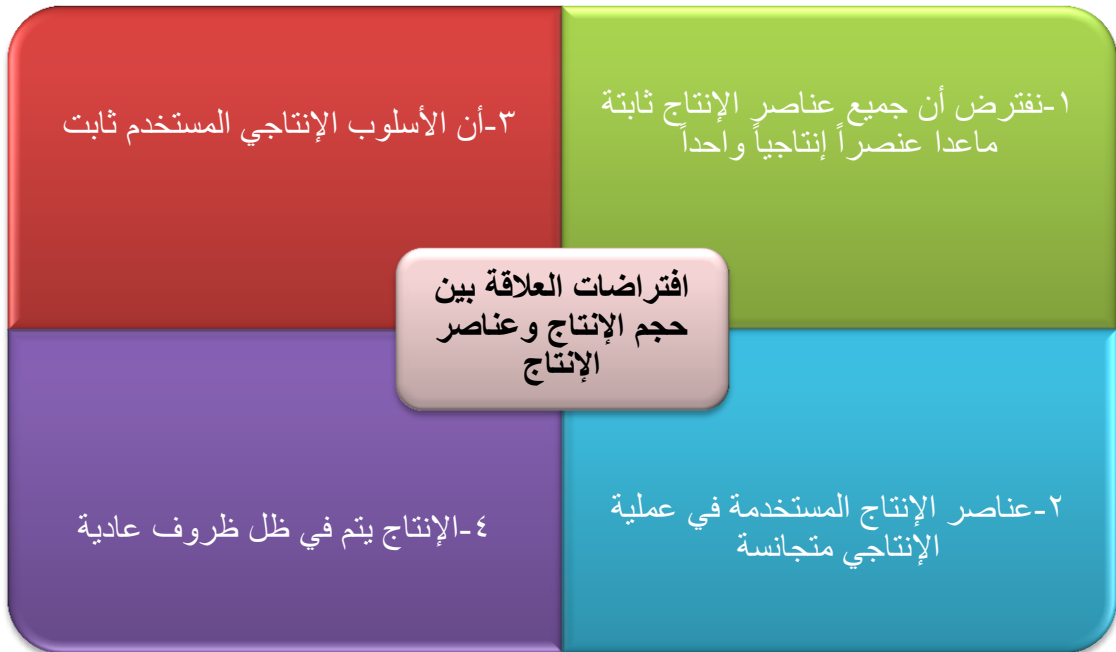 ١-نفترض أن جميع عناصر الإنتاج ثابتة
ماعدا عنصراً إنتاجياً واحداً
٣-أن الأسلوب الإنتاجي المستخدم ثابت
افتراضات العلاقة بين
حجم الإنتاج وعناصر
الإنتاج
٢-عناصر الإنتاج المستخدمة في عملية
الإنتاجي متجانسة
٤-الإنتاج يتم في ظل ظروف عادية